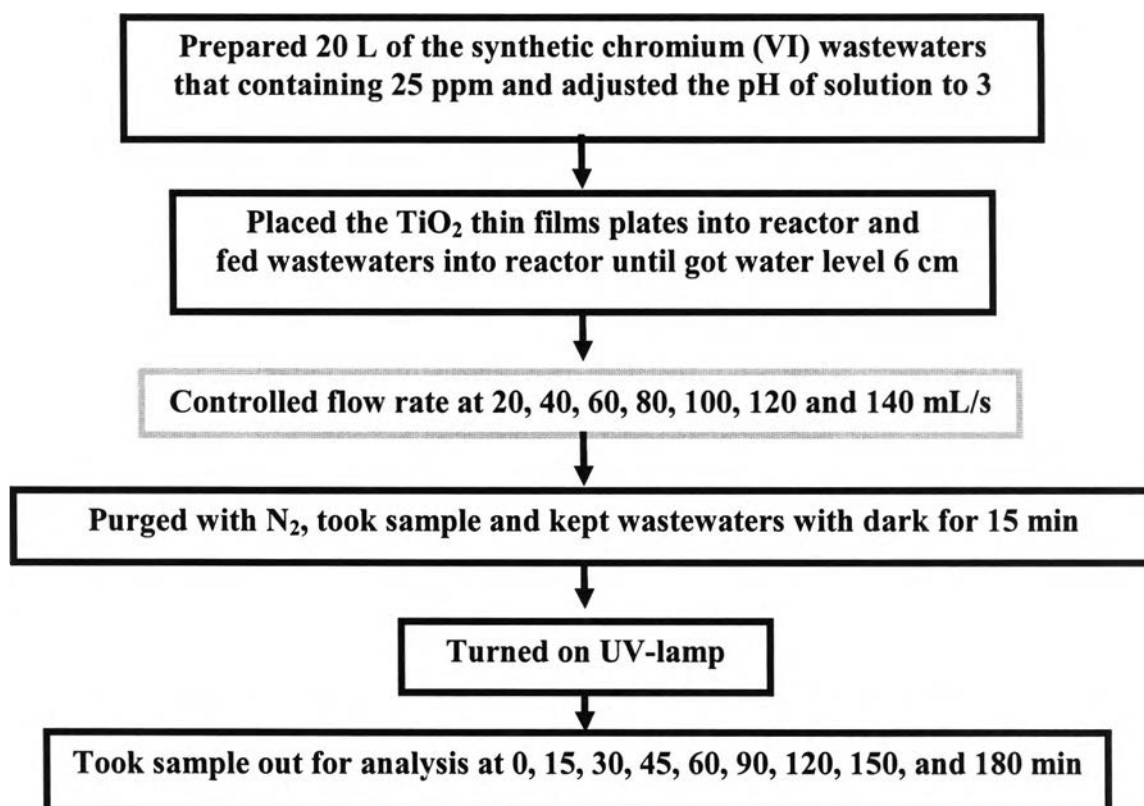 Prepared 20 L of the synthetic chromium (VI) wastewaters
that containing 25 ppm and adjusted the pH of solution to 3
Placed the TiO₂ thin films plates into reactor and
fed wastewaters into reactor until got water level 6 cm
Controlled flow rate at 20, 40, 60, 80, 100, 120 and 140 mL/s
Purged with N₂, took sample and kept wastewaters with dark for 15 min
Turned on UV-lamp
Took sample out for analysis at 0, 15, 30, 45, 60, 90, 120, 150, and 180 min